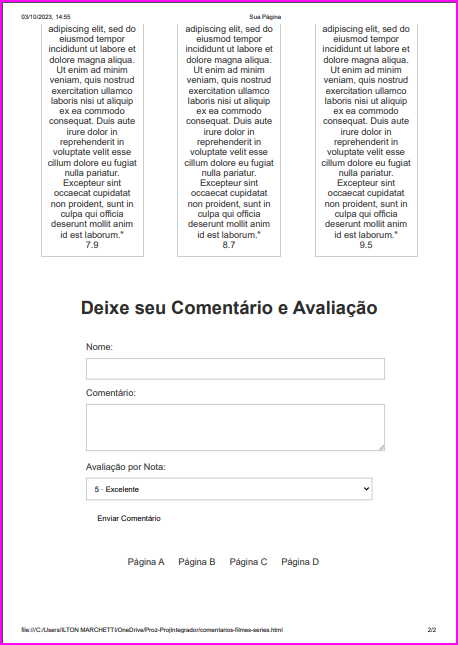 03/10/2023, 14:55 Sua Página
adipiscing elit, sed do
eiusmod tempor
incididunt ut labore et
dolore magna aliqua.
Ut enim ad minim
veniam, quis nostrud
exercitation ullamco
laboris nisi ut aliquip
ex ea commodo
consequat. Duis aute
irure dolor in
reprehenderit in
voluptate velit esse
cillum dolore eu fugiat
nulla pariatur.
Excepteur sint
occaecat cupidatat
non proident, sunt in
culpa qui officia
deserunt mollit anim
id est laborum."
7.9
adipiscing elit, sed do
eiusmod tempor
incididunt ut labore et
dolore magna aliqua.
Ut enim ad minim
veniam, quis nostrud
exercitation ullamco
laboris nisi ut aliquip
ex ea commodo
consequat. Duis aute
irure dolor in
reprehenderit in
voluptate velit esse
cillum dolore eu fugiat
nulla pariatur.
Excepteur sint
occaecat cupidatat
non proident, sunt in
culpa qui officia
deserunt mollit anim
id est laborum."
8.7
adipiscing elit, sed do
eiusmod tempor
incididunt ut labore et
dolore magna aliqua.
Ut enim ad minim
veniam, quis nostrud
exercitation ullamco
laboris nisi ut aliquip
ex ea commodo
consequat. Duis aute
irure dolor in
reprehenderit in
voluptate velit esse
cillum dolore eu fugiat
nulla pariatur.
Excepteur sint
occaecat cupidatat
non proident, sunt in
culpa qui officia
deserunt mollit anim
id est laborum."
9.5
Deixe seu Comentário e Avaliação
Nome:
Comentário:
Avaliação por Nota:
5 - Excelente
Enviar Comentário
Página A Página B Página C Página D
file:///C:/Users/ILTON MARCHETTI/OneDrive/Proz-ProjIntegrador/comentarios-filmes-series.html 2/2